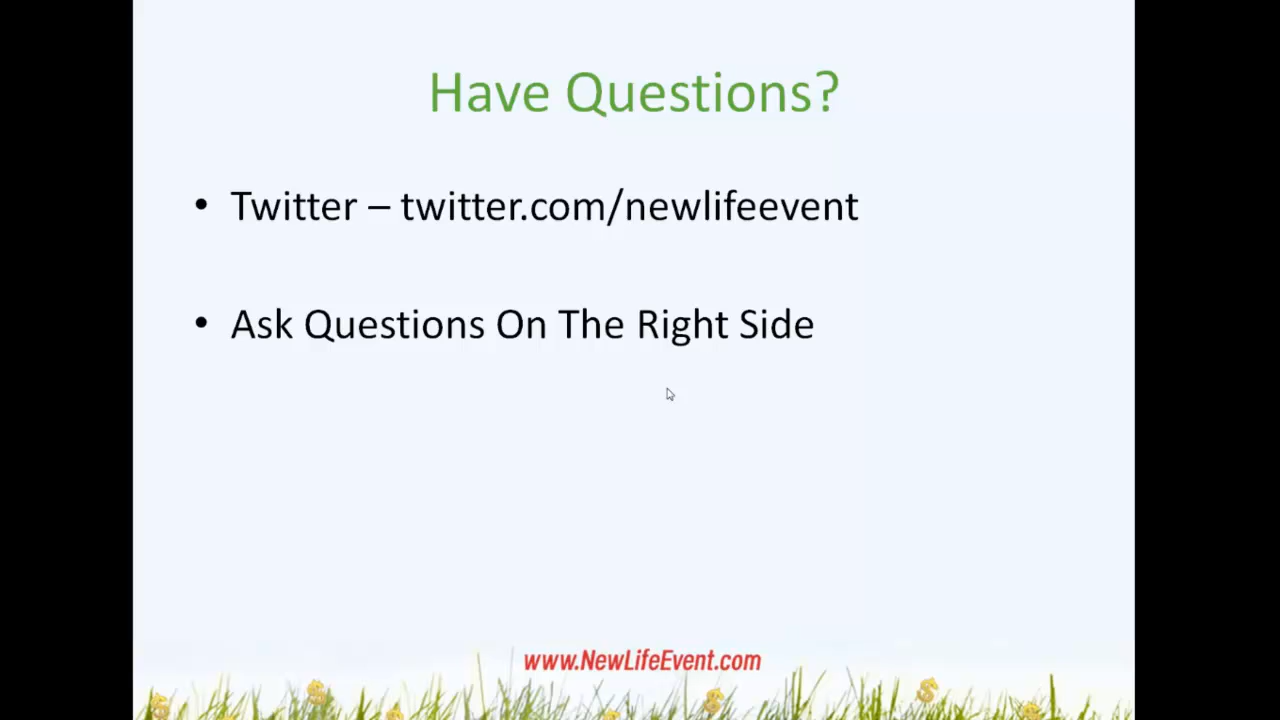 Have Questions?
• Twitter – twitter.com/newlifeevent
• Ask Questions On The Right Side
www.NewLifeEvent.com